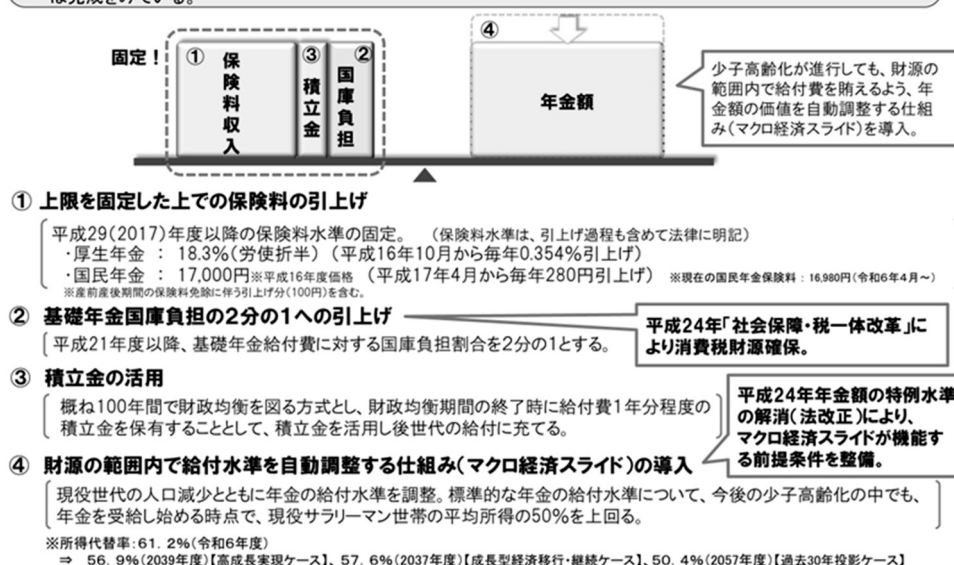 は完成をみている。
固定！
① 保険料収入
③ 積立金
② 国庫負担
④
年金額
少子高齢化が進行しても、財源の
範囲内で給付費を賄えるよう、年
金額の価値を自動調整する仕組
み（マクロ経済スライド）を導入。
① 上限を固定した上での保険料の引上げ
平成29（2017）年度以降の保険料水準の固定。 （保険料水準は、引上げ過程も含めて法律に明記）
・厚生年金 ： 18.3％（労使折半） （平成16年10月から毎年0.354％引上げ）
・国民年金 ： 17,000円※平成16年度価格 （平成17年4月から毎年280円引上げ） ※現在の国民年金保険料：16,980円（令和6年4月～）
※産前産後期間の保険料免除に伴う引上げ分（100円）を含む。
② 基礎年金国庫負担の2分の1への引上げ
平成21年度以降、基礎年金給付費に対する国庫負担割合を2分の1とする。
平成24年「社会保障・税一体改革」に
より消費税財源確保。
③ 積立金の活用
概ね100年間で財政均衡を図る方式とし、財政均衡期間の終了時に給付費1年分程度の
積立金を保有することとして、積立金を活用し後世代の給付に充てる。
平成24年年金額の特例水準
の解消（法改正）により、
マクロ経済スライドが機能す
る前提条件を整備。
④ 財源の範囲内で給付水準を自動調整する仕組み（マクロ経済スライド）の導入
現役世代の人口減少とともに年金の給付水準を調整。標準的な年金の給付水準について、今後の少子高齢化の中でも、
年金を受給し始める時点で、現役サラリーマン世帯の平均所得の50％を上回る。
※所得代替率：61．2％（令和6年度）
⇒ 56．9％（2039年度）【高成長実現ケース】、57．6％（2037年度）【成長型経済移行・継続ケース】、50．4％（2057年度）【過去30年投影ケース】